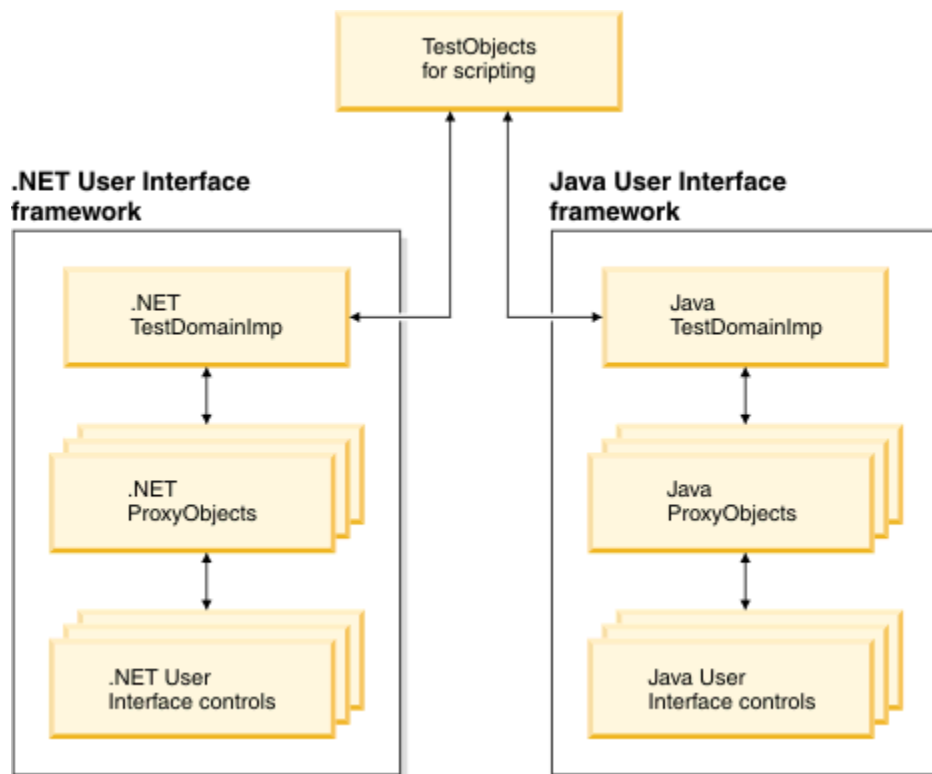 TestObjects
for scripting
.NET User Interface
framework
.NET
TestDomainImp
.NET
ProxyObjects
.NET User
Interface controls
Java User Interface
framework
Java
TestDomainImp
Java
ProxyObjects
Java User
Interface controls